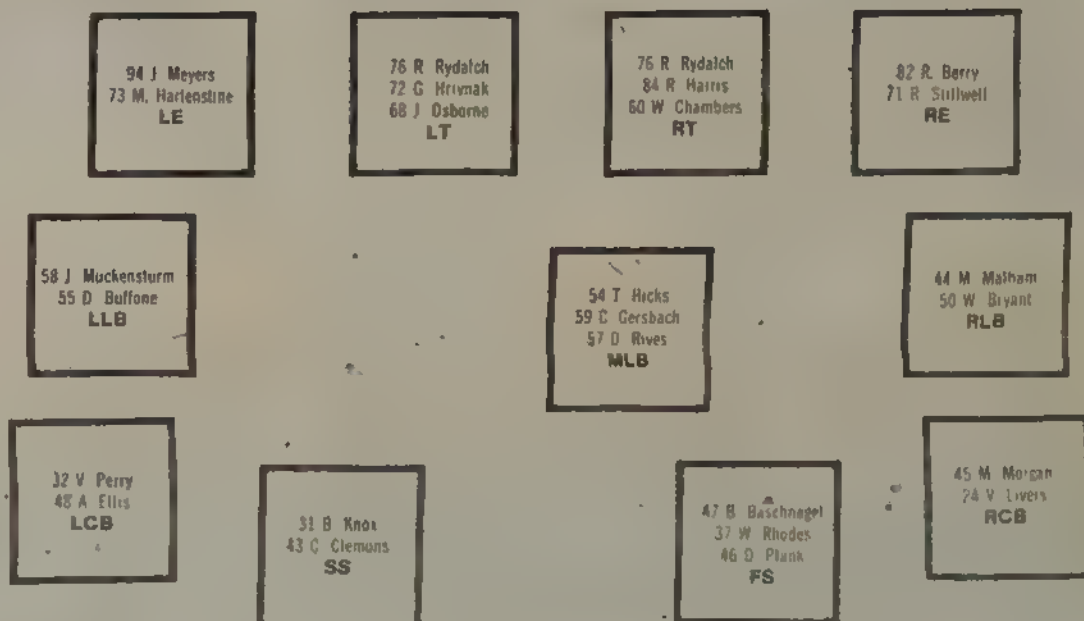 94 J Meyers
73 M. Hartenstine
LE
76 R Rydalch
72 G Hrivnak
68 J Osborne
LT
76 R Rydalch
84 R Harris
60 W Chambers
RT
82 R. Berry
71 R Stillwell
RE
58 J Muckensturm
55 D Buffone
LLB
54 T Hicks
59 C Gersbach
57 D Rives
MLB
44 M Malham
50 W Bryant
RLB
32 V Perry
48 A Ellis
LCB
31 B Knox
43 C Clemons
SS
47 B Baschnagel
37 W Rhodes
46 D Plank
FS
45 M Morgan
24 V Livers
RCB